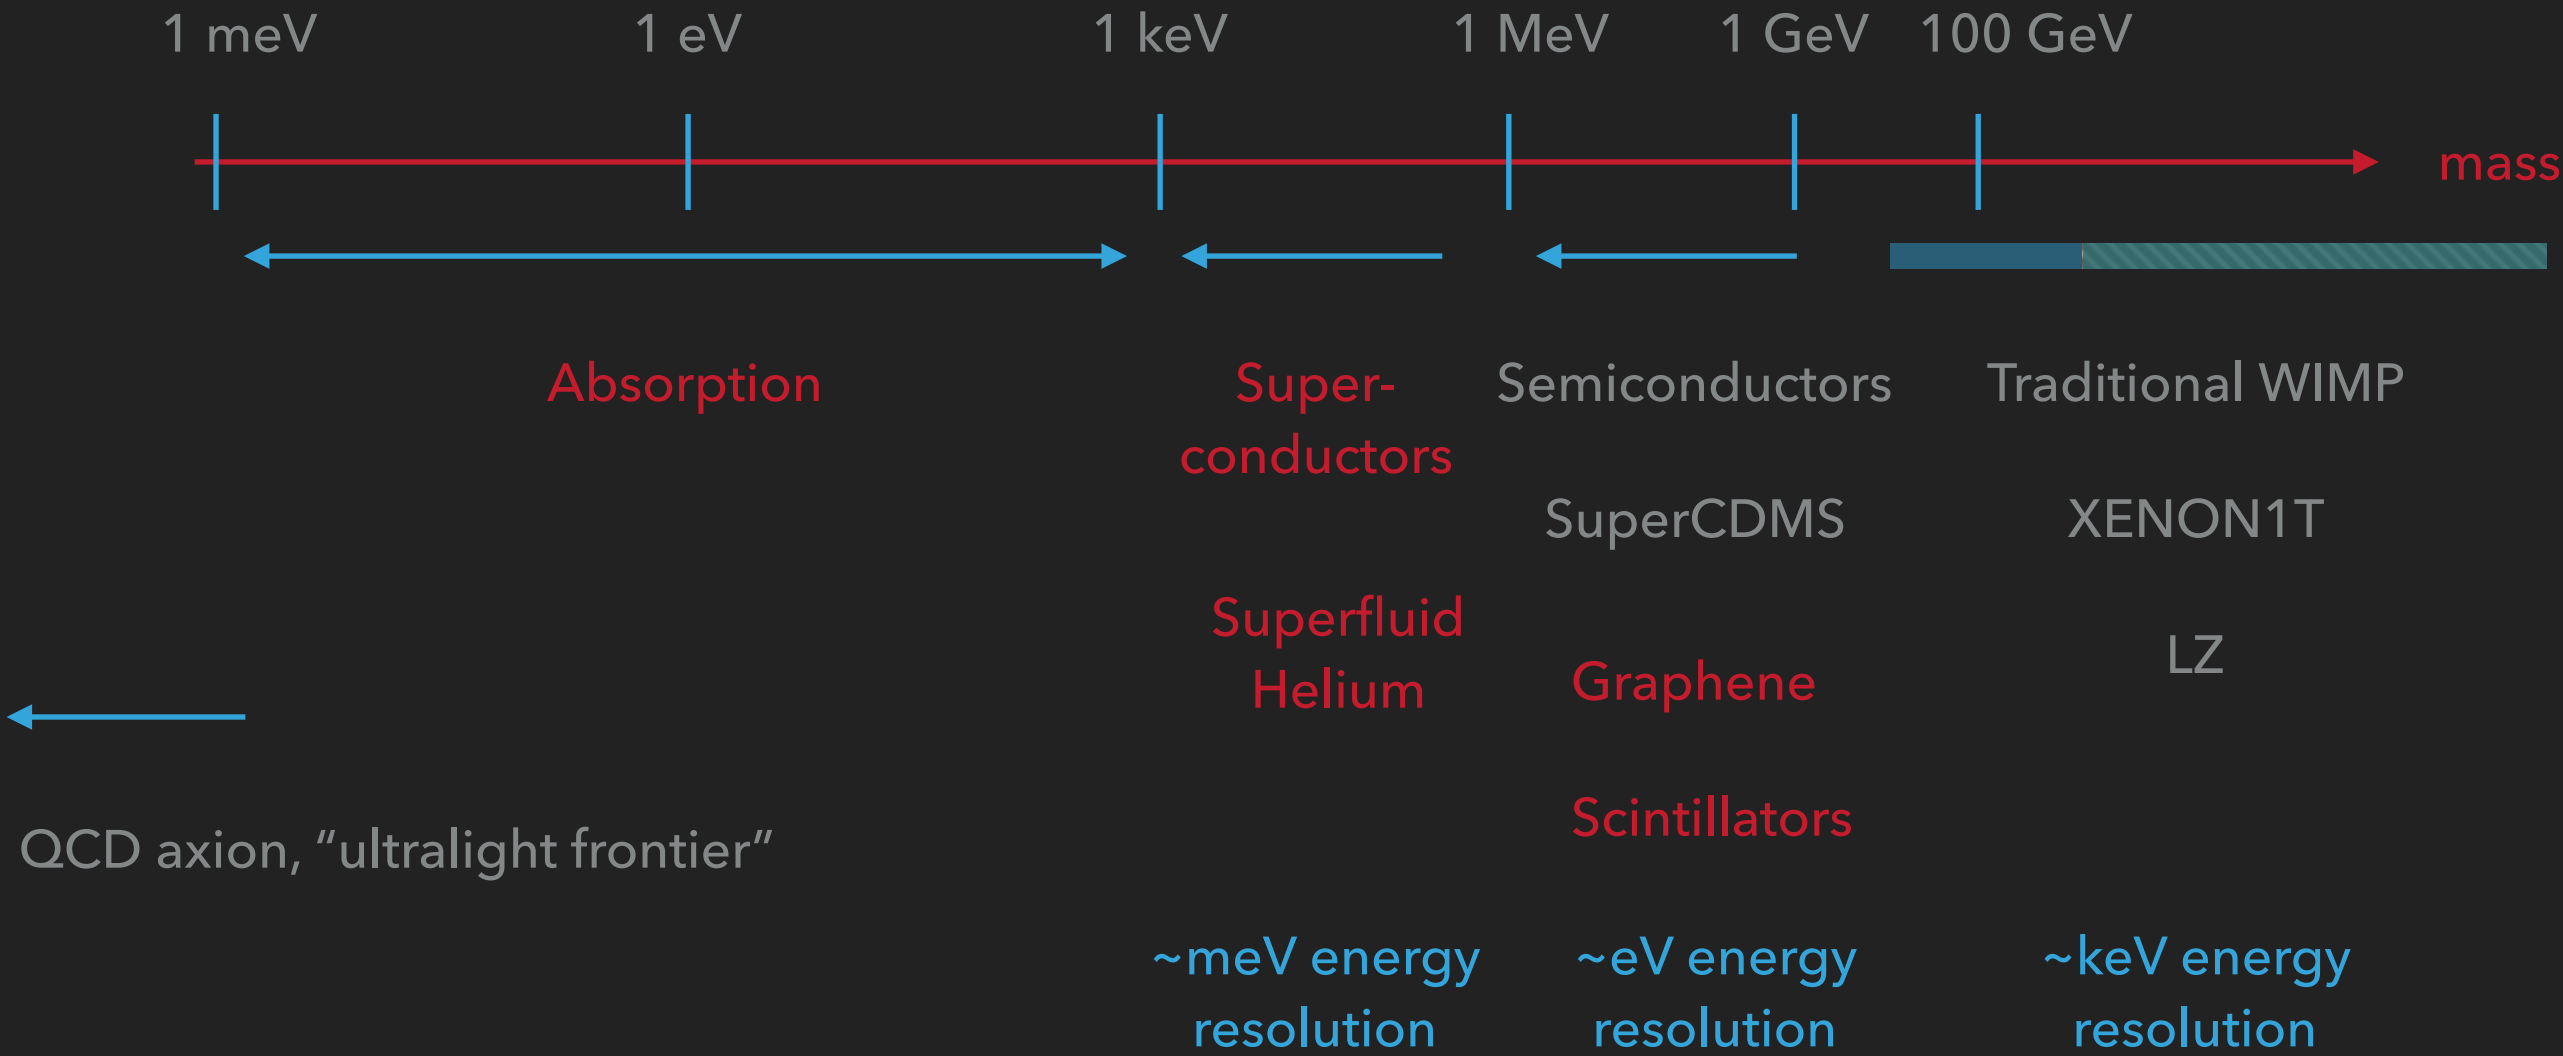 1 meV 1 eV 1 keV 1 MeV 1 GeV 100 GeV
mass
Absorption
Super-
conductors
Superfluid
Helium
Semiconductors
SuperCDMS
Graphene
Scintillators
Traditional WIMP
XENON1T
LZ
QCD axion, “ultralight frontier”
~meV energy
resolution
~eV energy
resolution
~keV energy
resolution